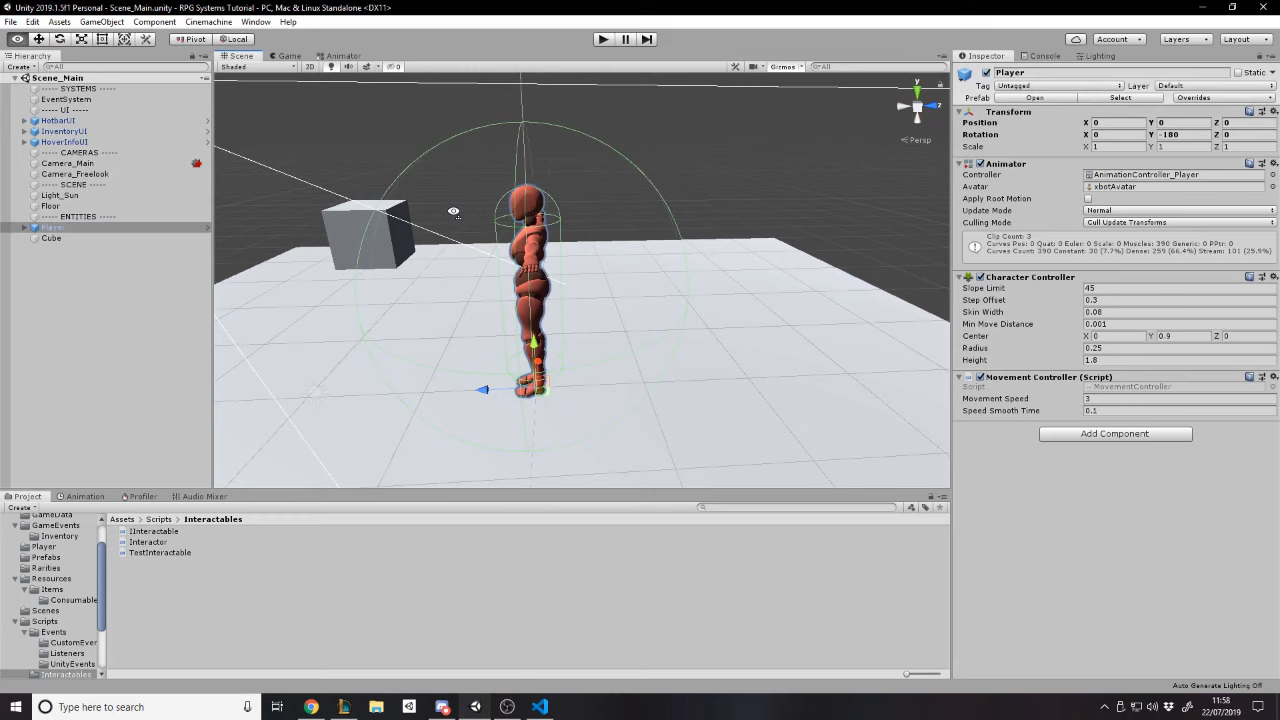 Unity 2019.1.5f1 Personal - Scene_Main.unity - RPG Systems Tutorial - PC, Mac & Linux Standalone <DX11>
File Edit Assets GameObject Component Cinemachine Window Help
Pivot Local Account Layers Layout
Hierarchy Scene Game Animator Inspector Console Lighting
Create All Shaded 2D 0 Gizmos All
Player Static
Scene_Main
Tag Untagged Layer Default
----- SYSTEMS -----
Prefab Open Select Overrides
EventSystem
----- UI -----
Transform
HotbarUI
Position X 0 Y 0 Z 0
InventoryUI
Rotation X 0 Y -180 Z 0
HoverInfoUI
Scale X 1 Y 1 Z 1
----- CAMERAS -----
Camera_Main
Animator
Camera_Freelook
Controller AnimationController_Player
----- SCENE -----
Avatar xbotAvatar
Light_Sun
Apply Root Motion
Floor
Update Mode Normal
----- ENTITIES -----
Culling Mode Cull Update Transforms
Player
Cube
Clip Count: 3
Curves Pos: 0 Quat: 0 Euler: 0 Scale: 0 Muscles: 390 Generic: 0 PPtr: 0
Curves Count: 390 Constant: 30 (7.7%) Dense: 259 (66.4%) Stream: 101 (25.9%)
y
z
Persp
Character Controller
Slope Limit 45
Step Offset 0.3
Skin Width 0.08
Min Move Distance 0.001
Center X 0 Y 0.9 Z 0
Radius 0.25
Height 1.8
Movement Controller (Script)
Script MovementController
Movement Speed 3
Speed Smooth Time 0.1
Add Component
Project Animation Profiler Audio Mixer
Create
GameData
Assets Scripts Interactables
GameEvents
Inventory
IInteractable
Player
Interactor
Prefabs
TestInteractable
Rarities
Resources
Items
Consumable
Scenes
Scripts
Events
CustomEver
Listeners
UnityEvents
Interactables
Auto Generate Lighting Off
Type here to search
11:58
22/07/2019